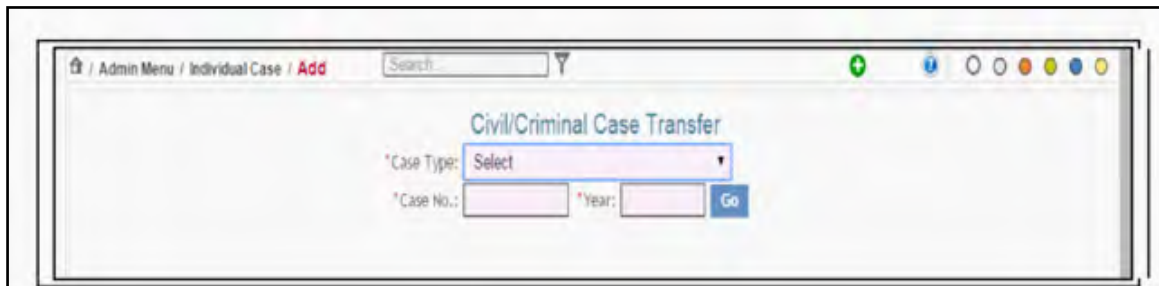 / Admin Menu / Individual Case / Add Search...
Civil/Criminal Case Transfer
*Case Type: Select
*Case No.: *Year: Go